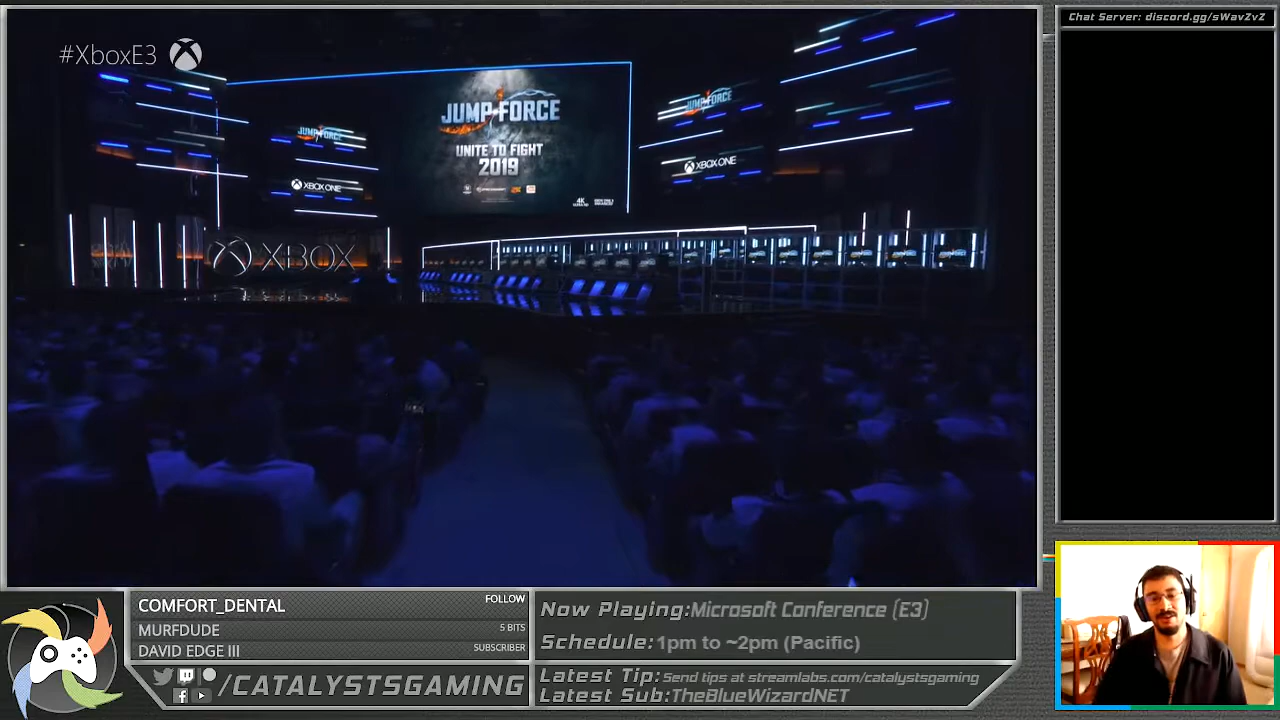 Chat Server: discord.gg/sWavZvZ
#XboxE3
JUMP FORCE
UNITE TO FIGHT
2019
JUMP FORCE
XBOX ONE
JUMP FORCE
XBOX ONE
4K
XBOX
COMFORT_DENTAL FOLLOW
MURFDUDE 5 BITS
DAVID EDGE III SUBSCRIBER
/CATALYSTSGAMING
Now Playing:Microsoft Conference (E3)
Schedule:1pm to ~2pm (Pacific)
Latest Tip:Send tips at streamlabs.com/catalystsgaming
Latest Sub:TheBlueWizardNET